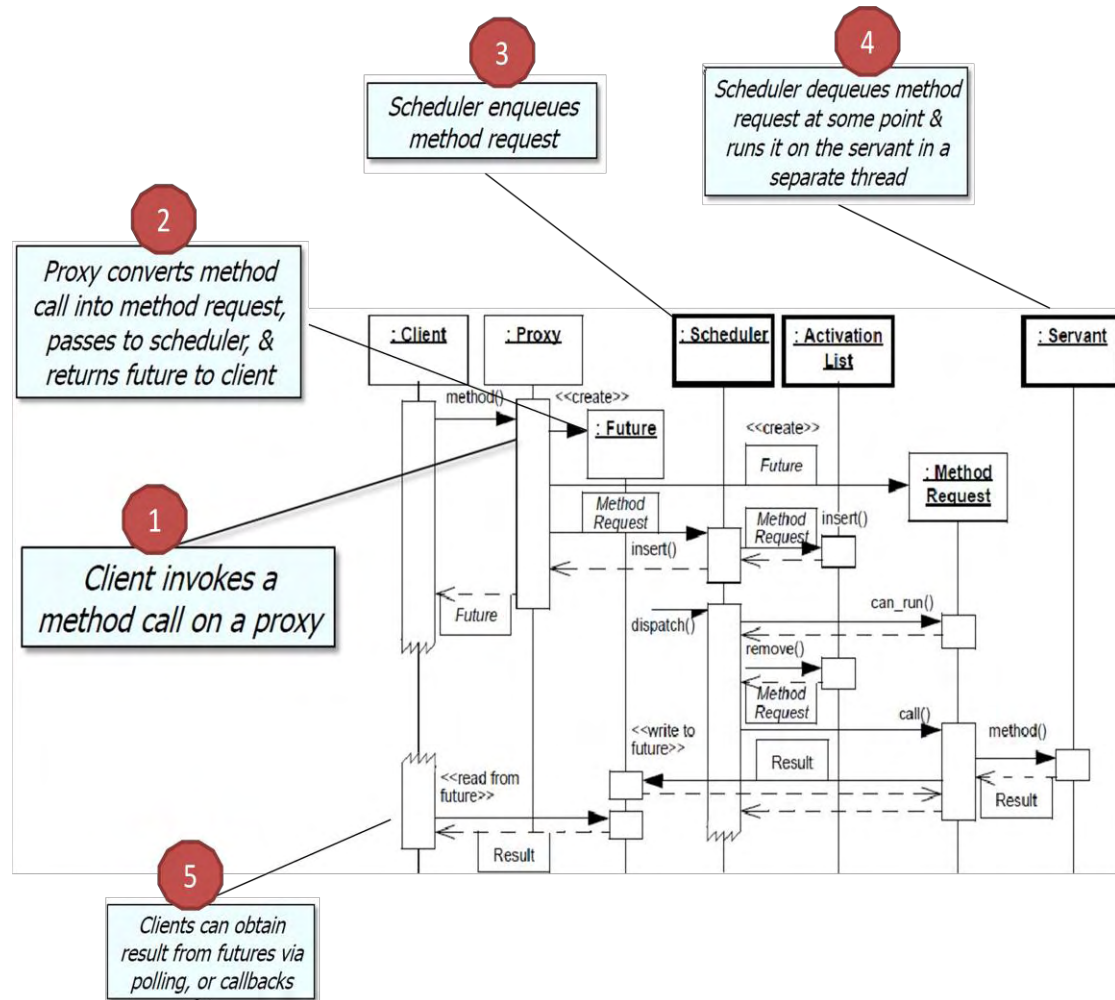 3
Scheduler enqueues
method request
4
Scheduler dequeues method
request at some point &
runs it on the servant in a
separate thread
2
Proxy converts method
call into method request,
passes to scheduler, &
returns future to client
1
Client invokes a
method call on a proxy
: Client
: Proxy
: Scheduler
: Activation
List
: Servant
method()
<<create>>
: Future
<<create>>
Future
: Method
Request
Method
Request
insert()
Method
Request
insert()
Future
dispatch()
can_run()
remove()
Method
Request
call()
method()
<<write to
future>>
Result
Result
<<read from
future>>
Result
5
Clients can obtain
result from futures via
polling, or callbacks